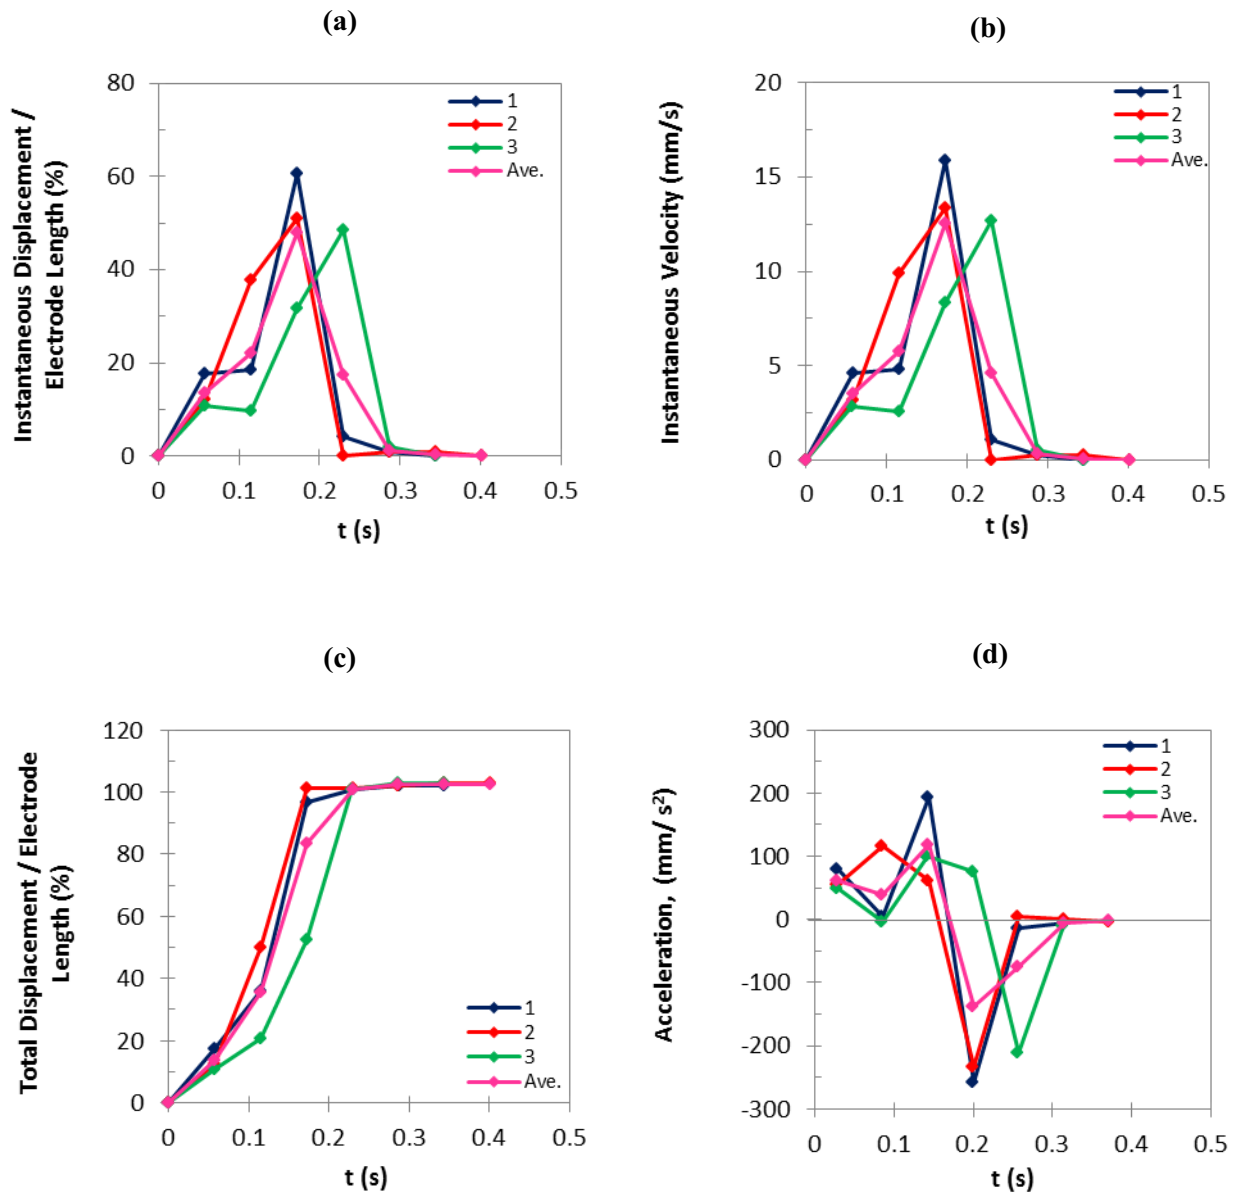 (a)
Instantaneous Displacement /
Electrode Length (%)
80
60
40
20
0
0 0.1 0.2 0.3 0.4 0.5
t (s)
1
2
3
Ave.
(b)
Instantaneous Velocity (mm/s)
20
15
10
5
0
0 0.1 0.2 0.3 0.4 0.5
t (s)
1
2
3
Ave.
(c)
Total Displacement / Electrode
Length (%)
120
100
80
60
40
20
0
0 0.1 0.2 0.3 0.4 0.5
t (s)
1
2
3
Ave.
(d)
Acceleration, (mm/ s²)
300
200
100
0
-100
-200
-300
0 0.1 0.2 0.3 0.4 0.5
t (s)
1
2
3
Ave.